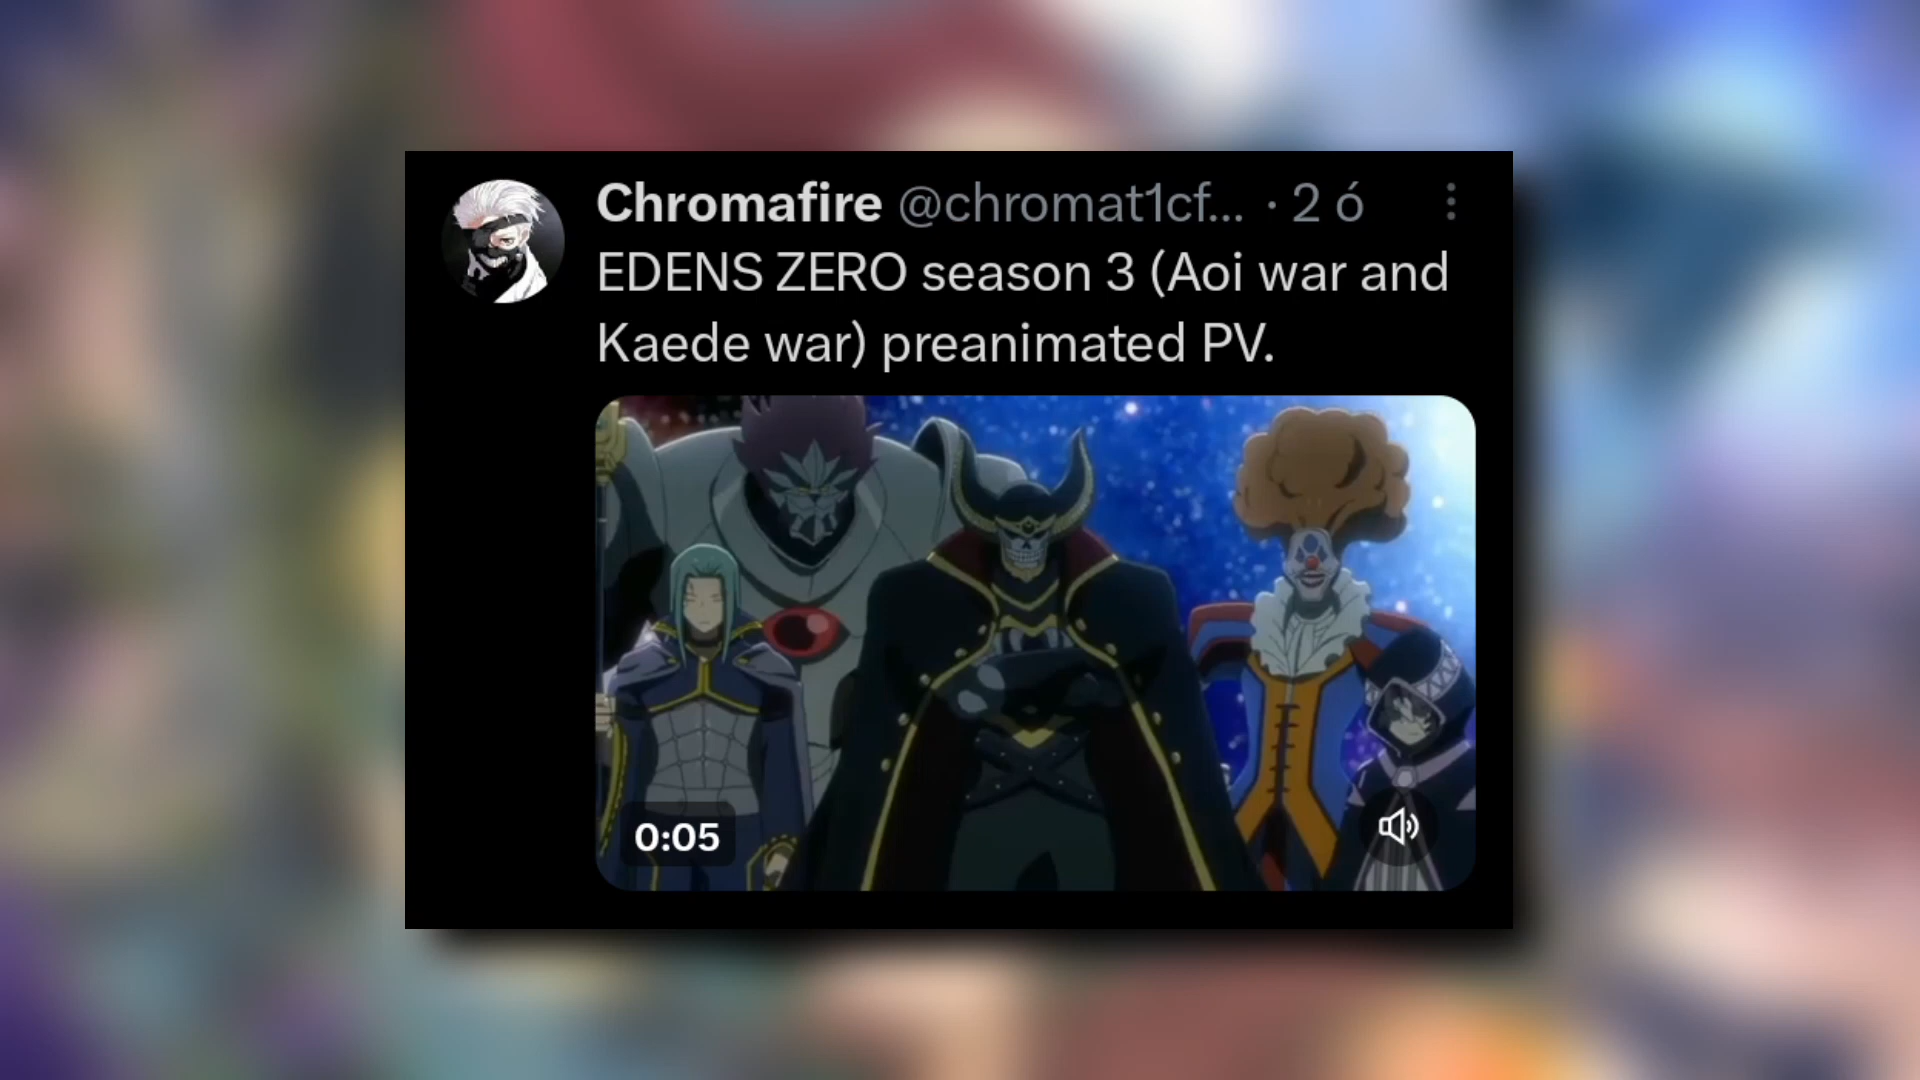 Chromafire @chromat1cf... · 2 ó
EDENS ZERO season 3 (Aoi war and
Kaede war) preanimated PV.
0:05